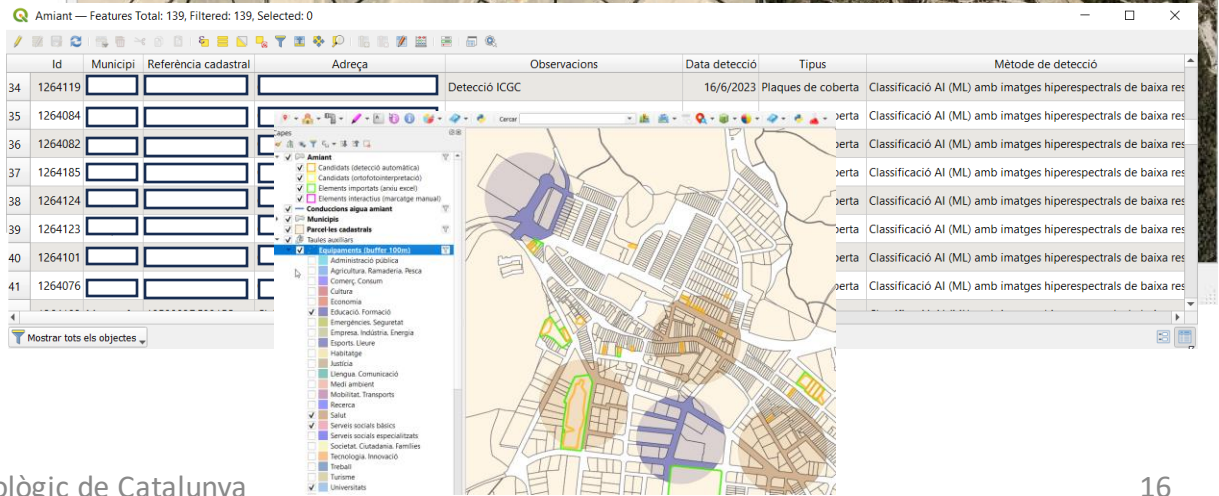 Amiant — Features Total: 139, Filtered: 139, Selected: 0
Id Municipi Referència cadastral Adreça Observacions Data detecció Tipus Mètode de detecció
34 1264119 Detecció ICGC 16/6/2023 Plaques de coberta Classificació AI (ML) amb imatges hiperespectrals de baixa res
35 1264084 berta Classificació AI (ML) amb imatges hiperespectrals de baixa res
36 1264082 berta Classificació AI (ML) amb imatges hiperespectrals de baixa res
37 1264185 berta Classificació AI (ML) amb imatges hiperespectrals de baixa res
38 1264124 berta Classificació AI (ML) amb imatges hiperespectrals de baixa res
39 1264123 berta Classificació AI (ML) amb imatges hiperespectrals de baixa res
40 1264101 berta Classificació AI (ML) amb imatges hiperespectrals de baixa res
41 1264076 berta Classificació AI (ML) amb imatges hiperespectrals de baixa res
Mostrar tots els objectes
Cercar
Capes
Amiant
Candidats (detecció automàtica)
Candidats (ortofotointerpretació)
Elements importats (arxiu excel)
Elements interactius (marcatge manual)
Conduccions aigua amiant
Municipis
Parcel·les cadastrals
Taules auxiliars
Equipaments (buffer 100m)
Administració pública
Agricultura. Ramaderia. Pesca
Comerç. Consum
Cultura
Economia
Educació. Formació
Emergències. Seguretat
Empresa. Indústria. Energia
Esports. Lleure
Habitatge
Justícia
Llengua. Comunicació
Medi ambient
Mobilitat. Transports
Recerca
Salut
Serveis socials bàsics
Serveis socials especialitzats
Societat. Ciutadania. Famílies
Tecnologia. Innovació
Treball
Turisme
Universitats
ològic de Catalunya
16